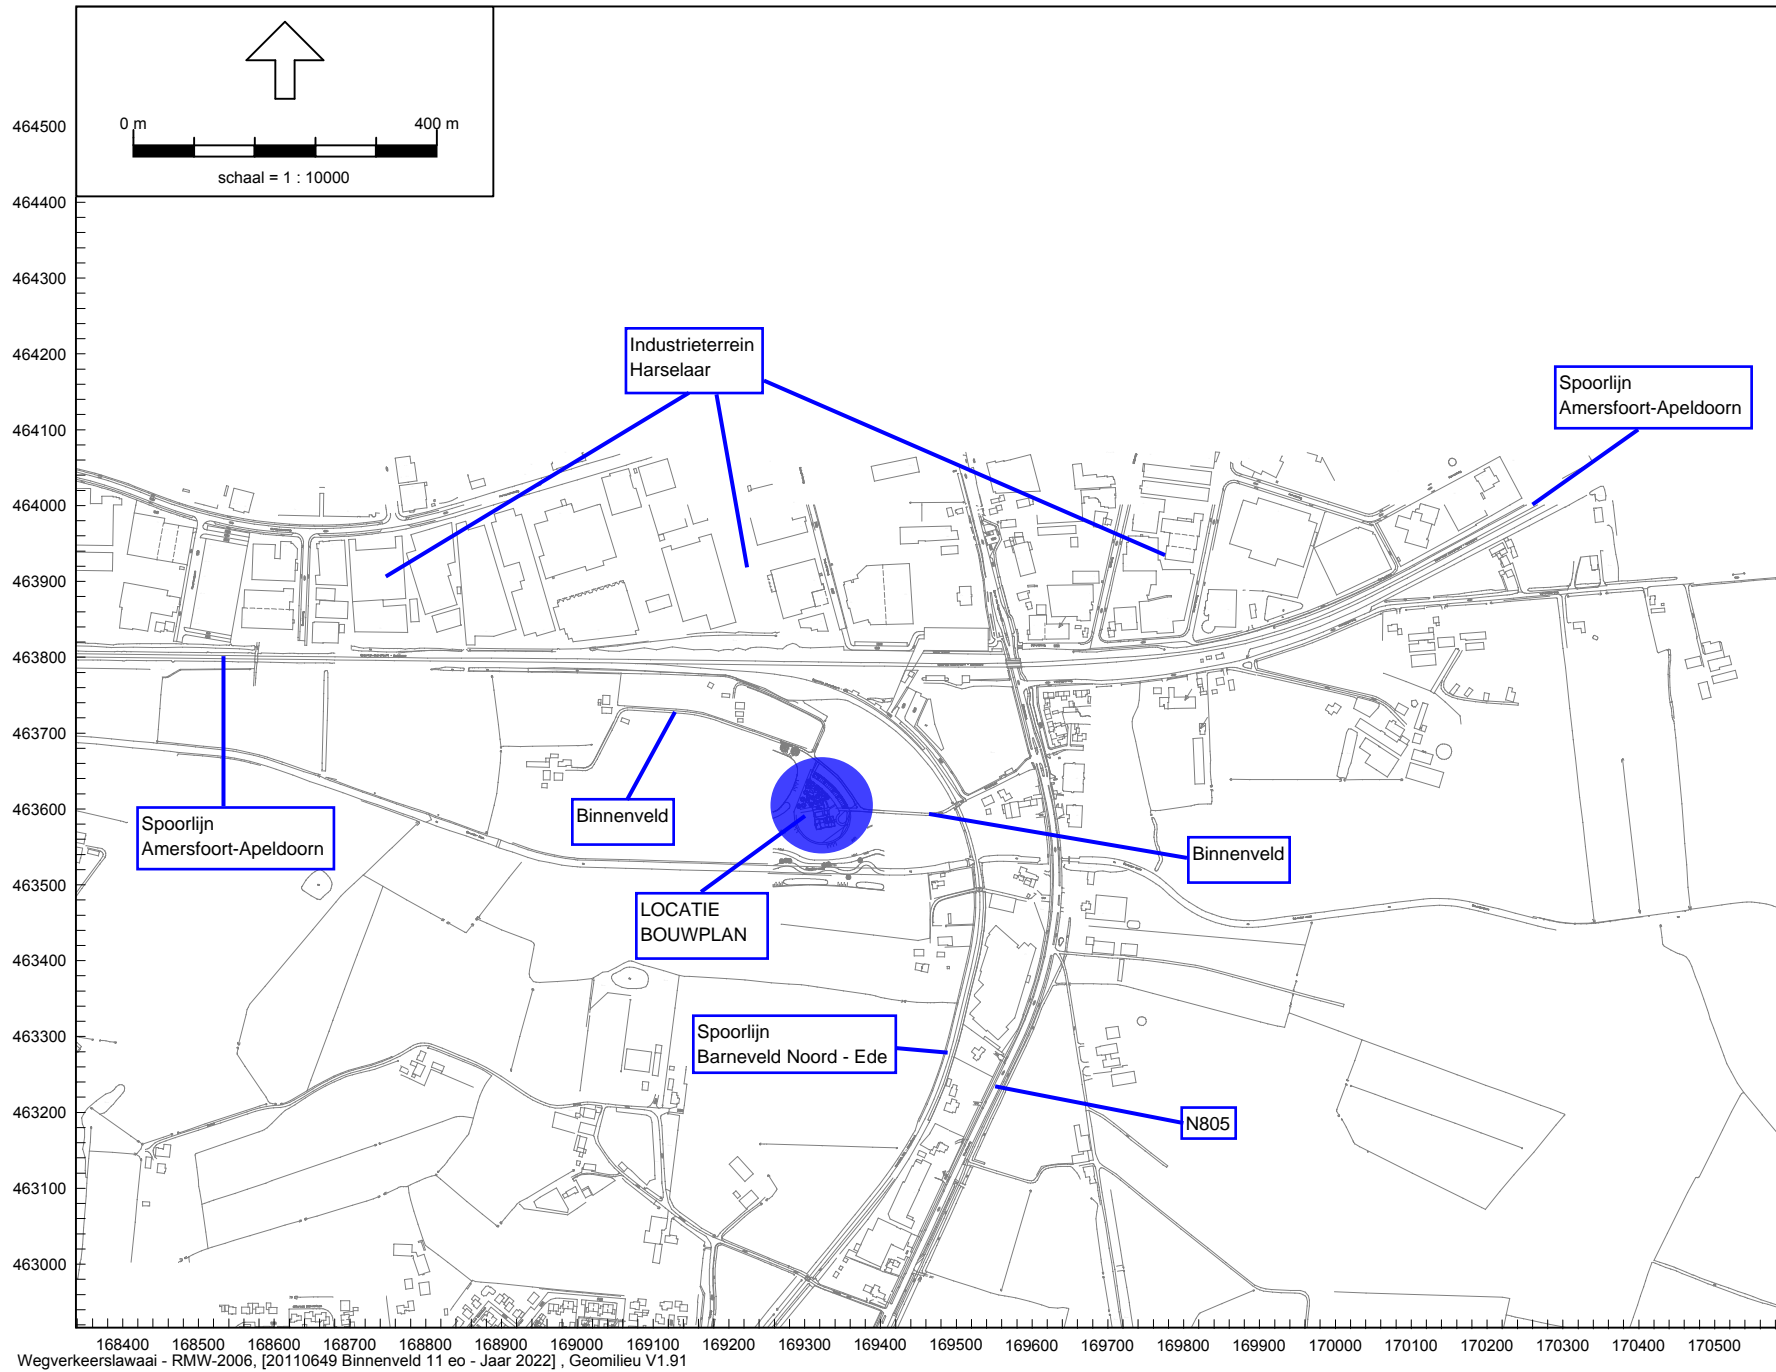 0 m 400 m
schaal = 1 : 10000
464500
464400
464300
464200
464100
464000
463900
463800
463700
463600
463500
463400
463300
463200
463100
463000
Industrieterrein
Harselaar
Spoorlijn
Amersfoort-Apeldoorn
Spoorlijn
Amersfoort-Apeldoorn
Binnenveld
Binnenveld
LOCATIE
BOUWPLAN
Spoorlijn
Barneveld Noord - Ede
N805
168400 168500 168600 168700 168800 168900 169000 169100 169200 169300 169400 169500 169600 169700 169800 169900 170000 170100 170200 170300 170400 170500
Wegverkeerslawaai - RMW-2006, [20110649 Binnenveld 11 eo - Jaar 2022] , Geomilieu V1.91